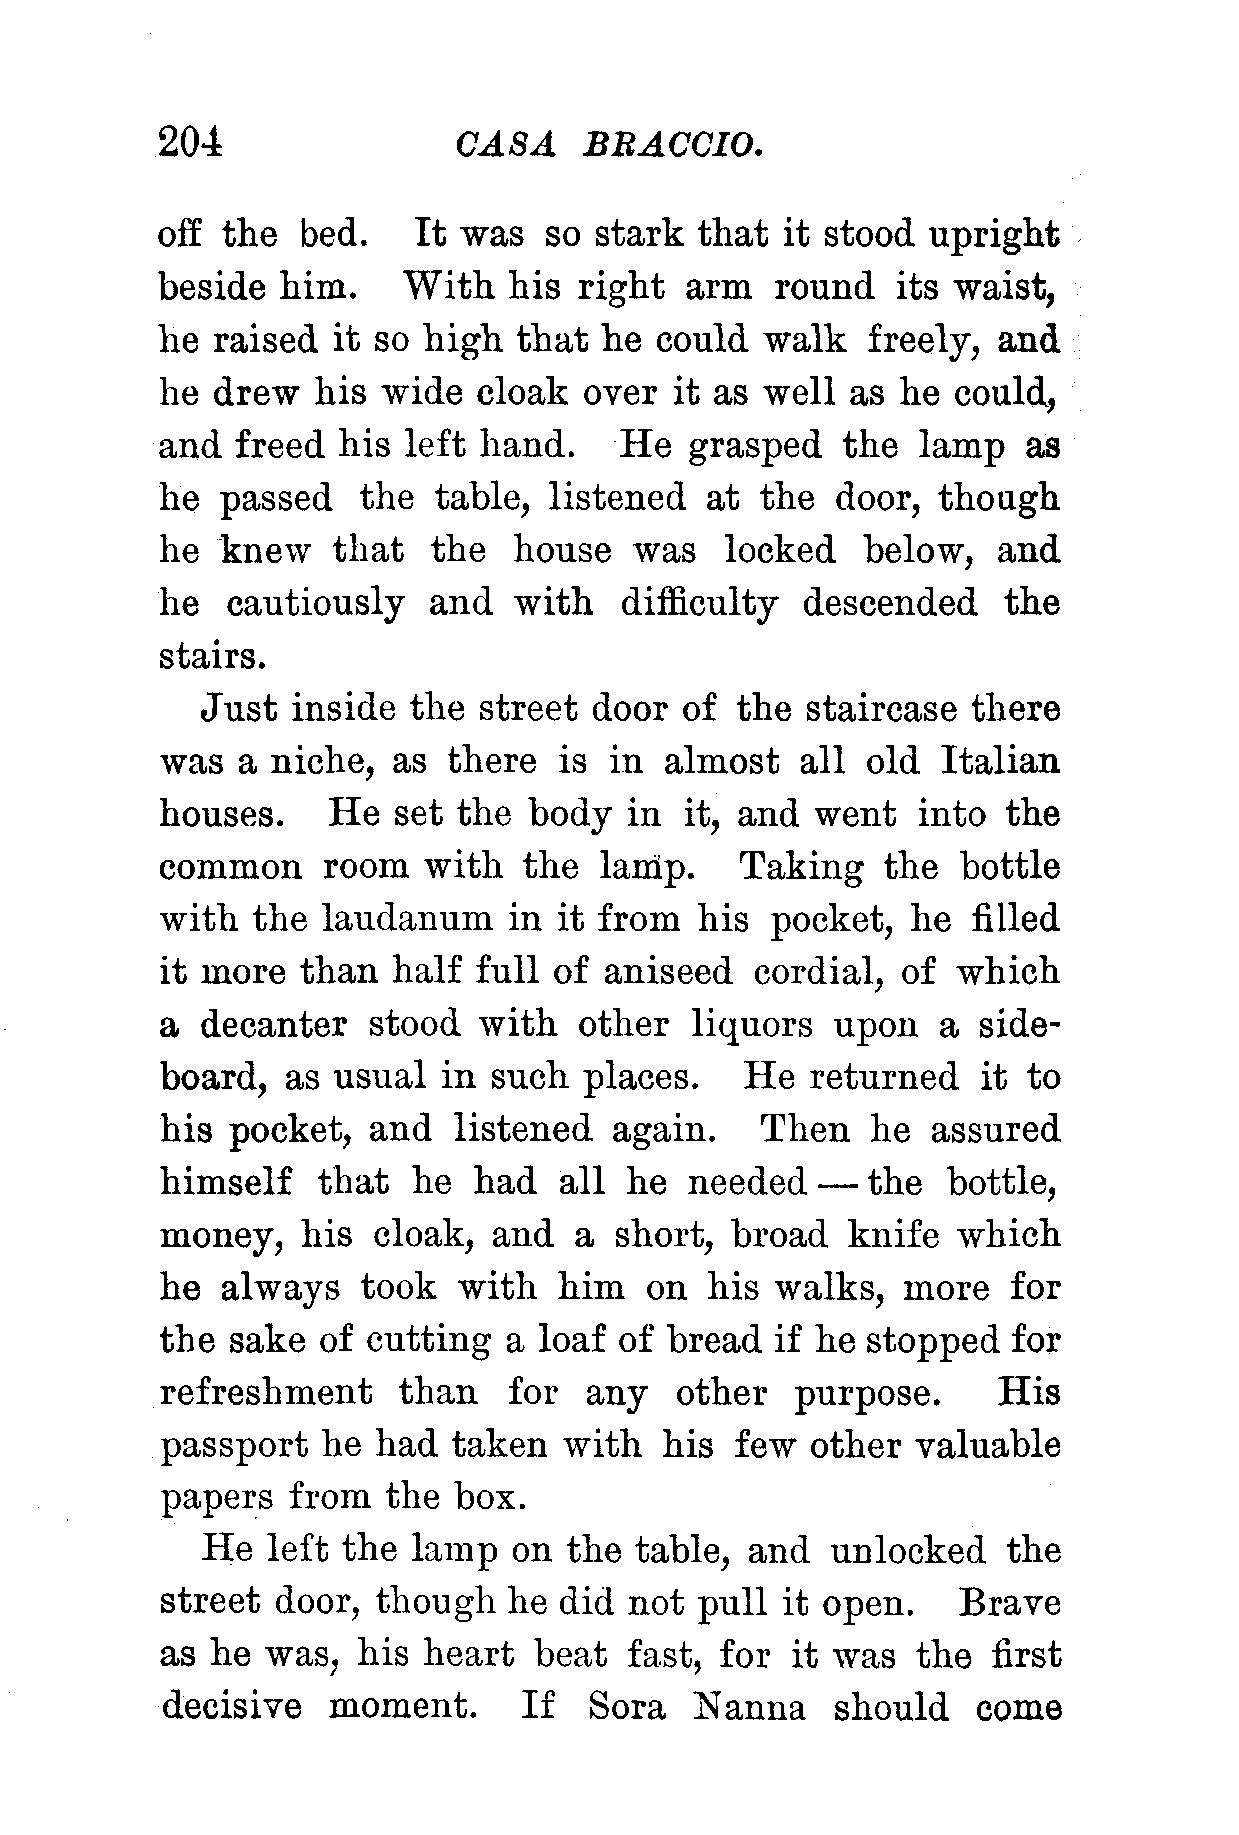 204 CASA BRACCIO.
off the bed. It was so stark that it stood upright
beside him. With his right arm round its waist,
he raised it so high that he could walk freely, and
he drew his wide cloak over it as well as he could,
and freed his left hand. He grasped the lamp as
he passed the table, listened at the door, though
he knew that the house was locked below, and
he cautiously and with difficulty descended the
stairs.
Just inside the street door of the staircase there
was a niche, as there is in almost all old Italian
houses. He set the body in it, and went into the
common room with the lamp. Taking the bottle
with the laudanum in it from his pocket, he filled
it more than half full of aniseed cordial, of which
a decanter stood with other liquors upon a side-
board, as usual in such places. He returned it to
his pocket, and listened again. Then he assured
himself that he had all he needed — the bottle,
money, his cloak, and a short, broad knife which
he always took with him on his walks, more for
the sake of cutting a loaf of bread if he stopped for
refreshment than for any other purpose. His
passport he had taken with his few other valuable
papers from the box.
He left the lamp on the table, and unlocked the
street door, though he did not pull it open. Brave
as he was, his heart beat fast, for it was the first
decisive moment. If Sora Nanna should come